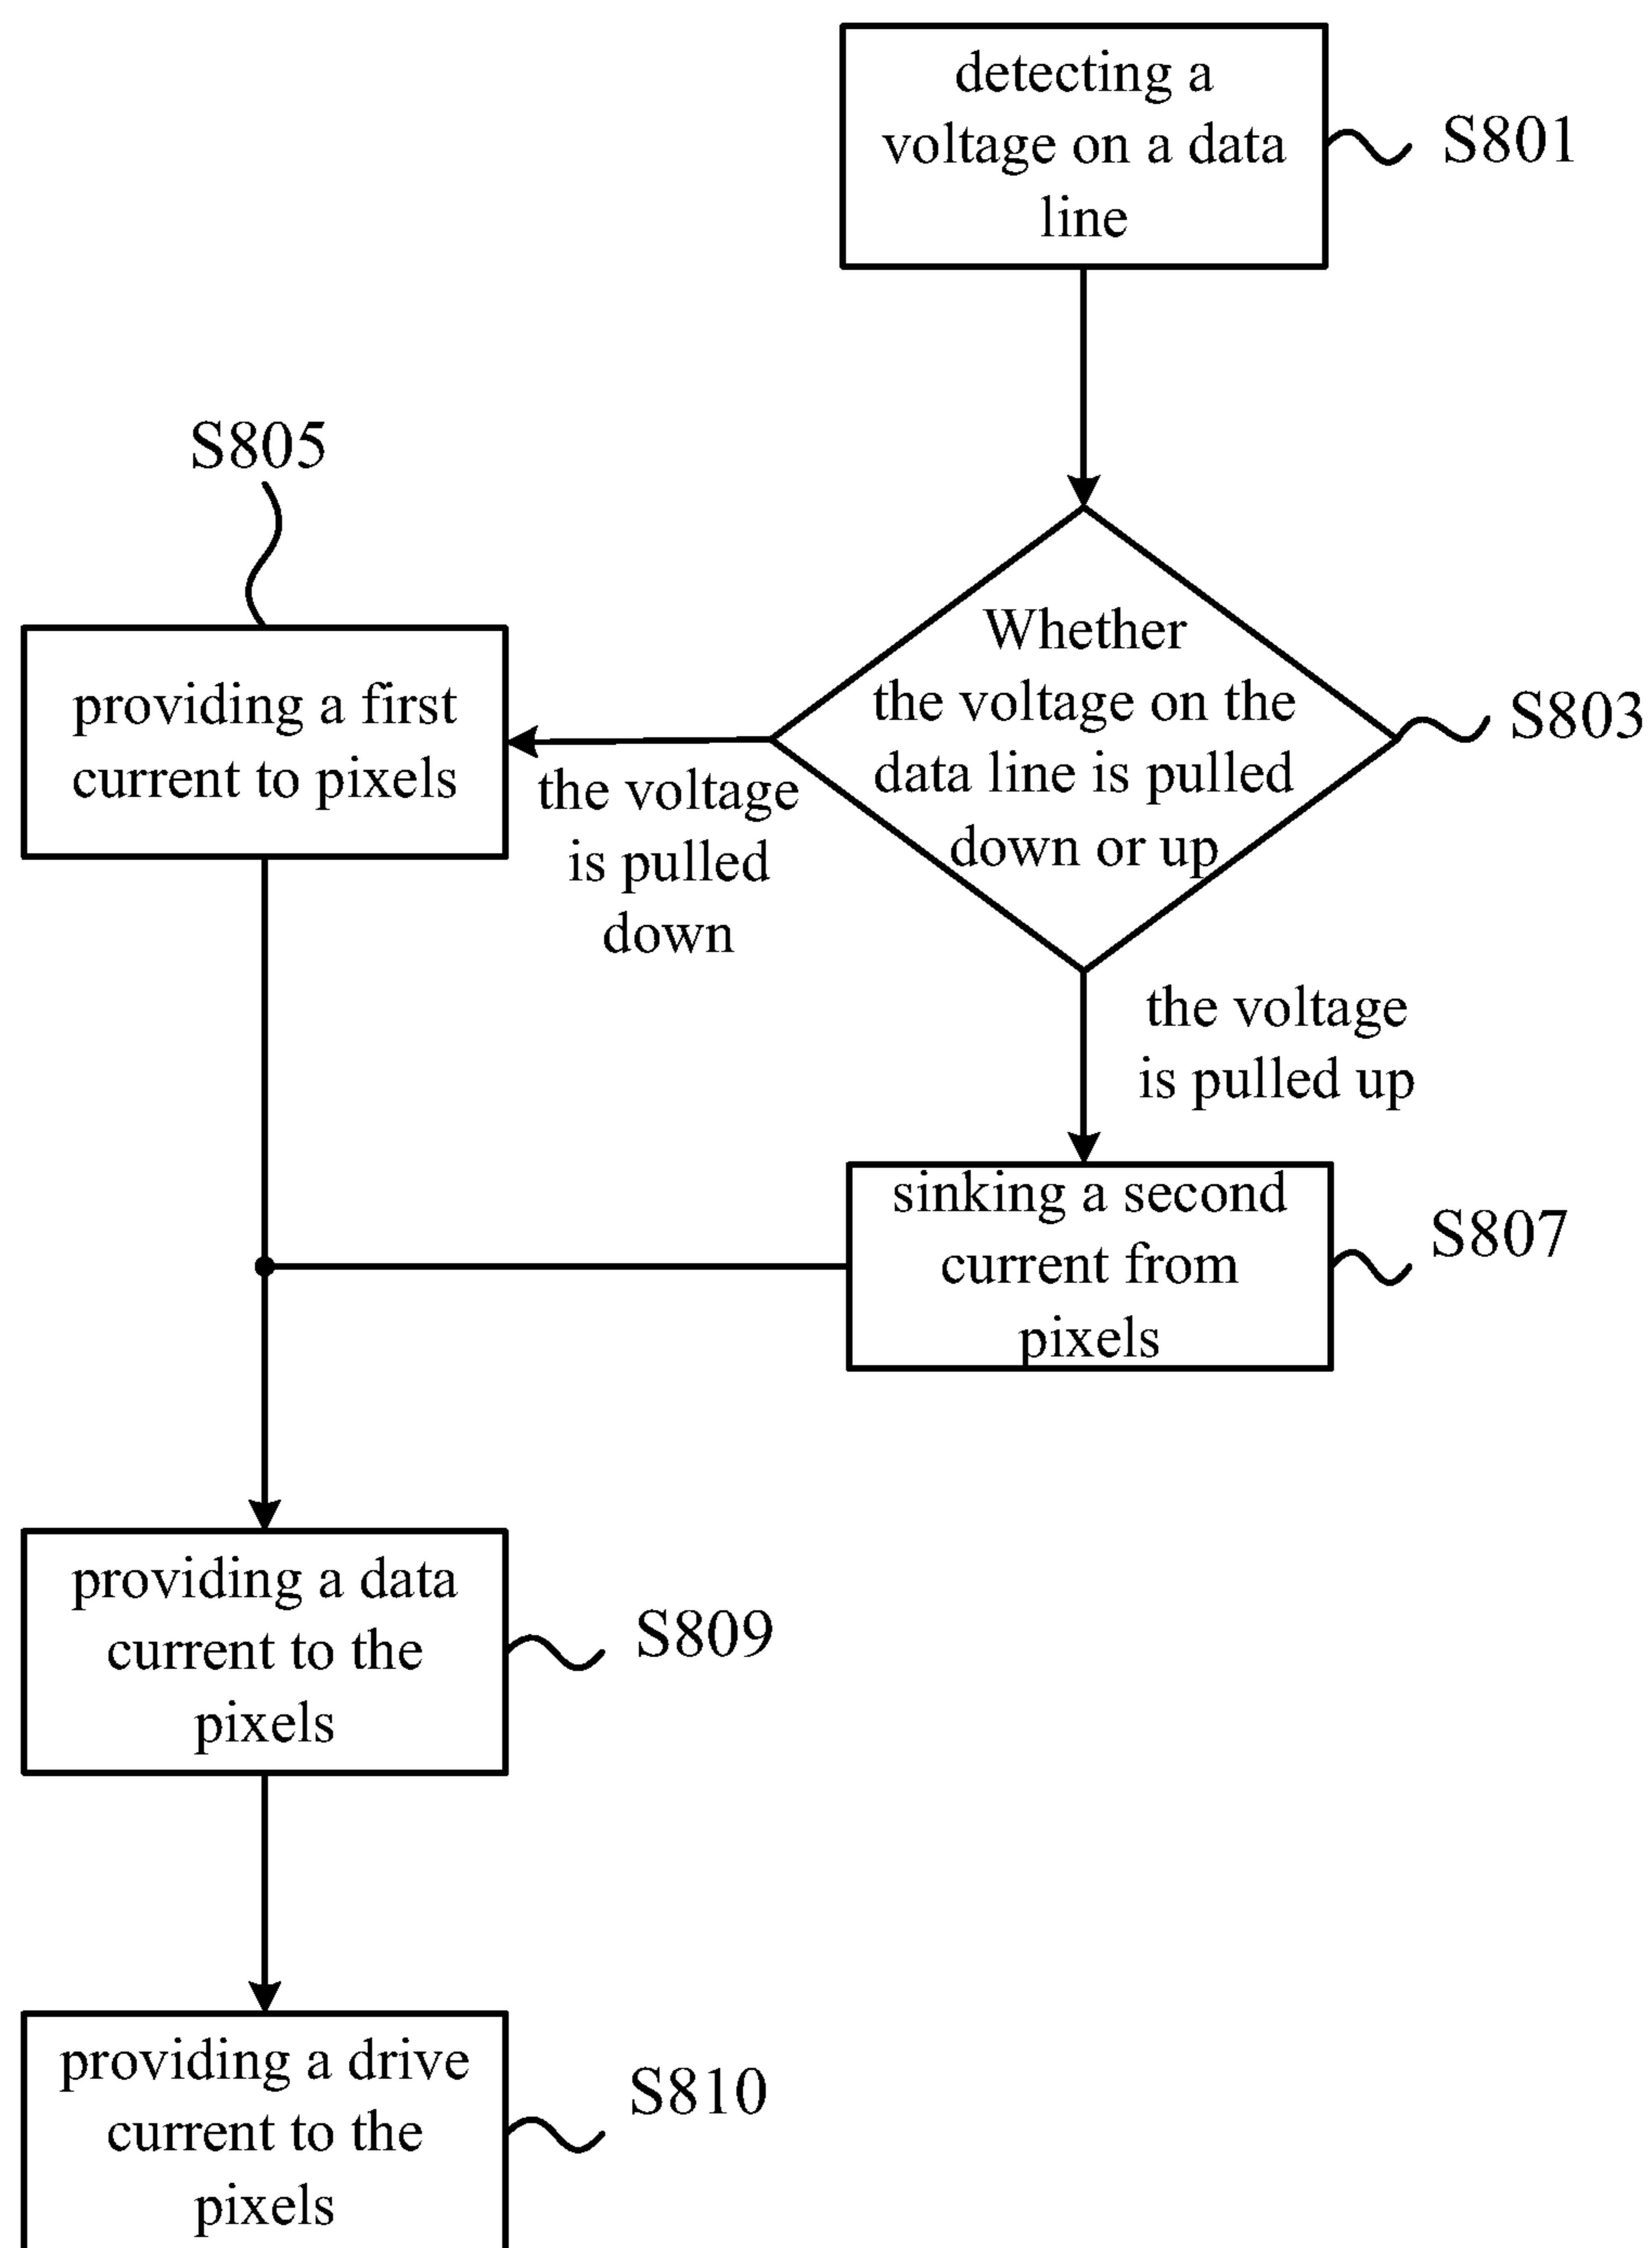 detecting a
voltage on a data
line
S801
S805
Whether
the voltage on the
data line is pulled
down or up
S803
providing a first
current to pixels
the voltage
is pulled
down
the voltage
is pulled up
sinking a second
current from
pixels
S807
providing a data
current to the
pixels
S809
providing a drive
current to the
pixels
S810